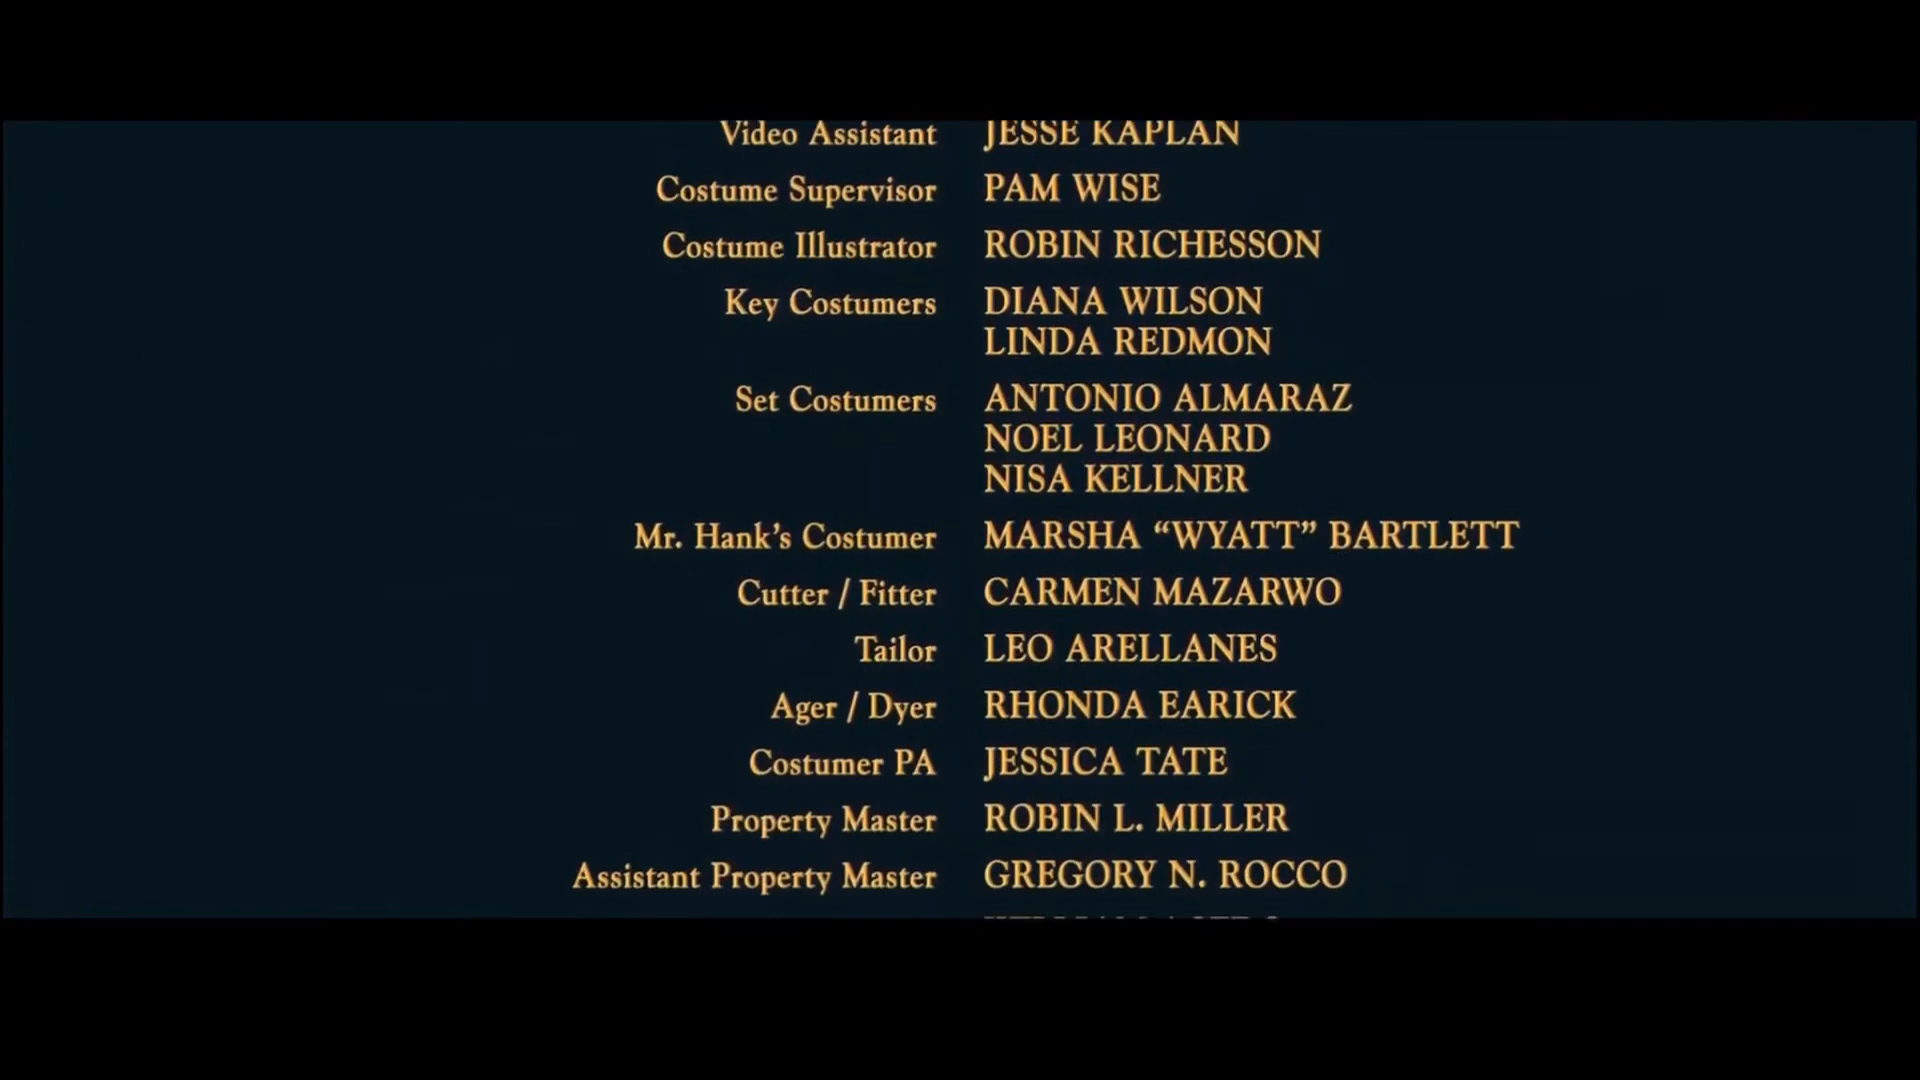 Video Assistant JESSE KAPLAN
Costume Supervisor PAM WISE
Costume Illustrator ROBIN RICHESSON
Key Costumers DIANA WILSON
LINDA REDMON
Set Costumers ANTONIO ALMARAZ
NOEL LEONARD
NISA KELLNER
Mr. Hank’s Costumer MARSHA “WYATT” BARTLETT
Cutter / Fitter CARMEN MAZARWO
Tailor LEO ARELLANES
Ager / Dyer RHONDA EARICK
Costumer PA JESSICA TATE
Property Master ROBIN L. MILLER
Assistant Property Master GREGORY N. ROCCO